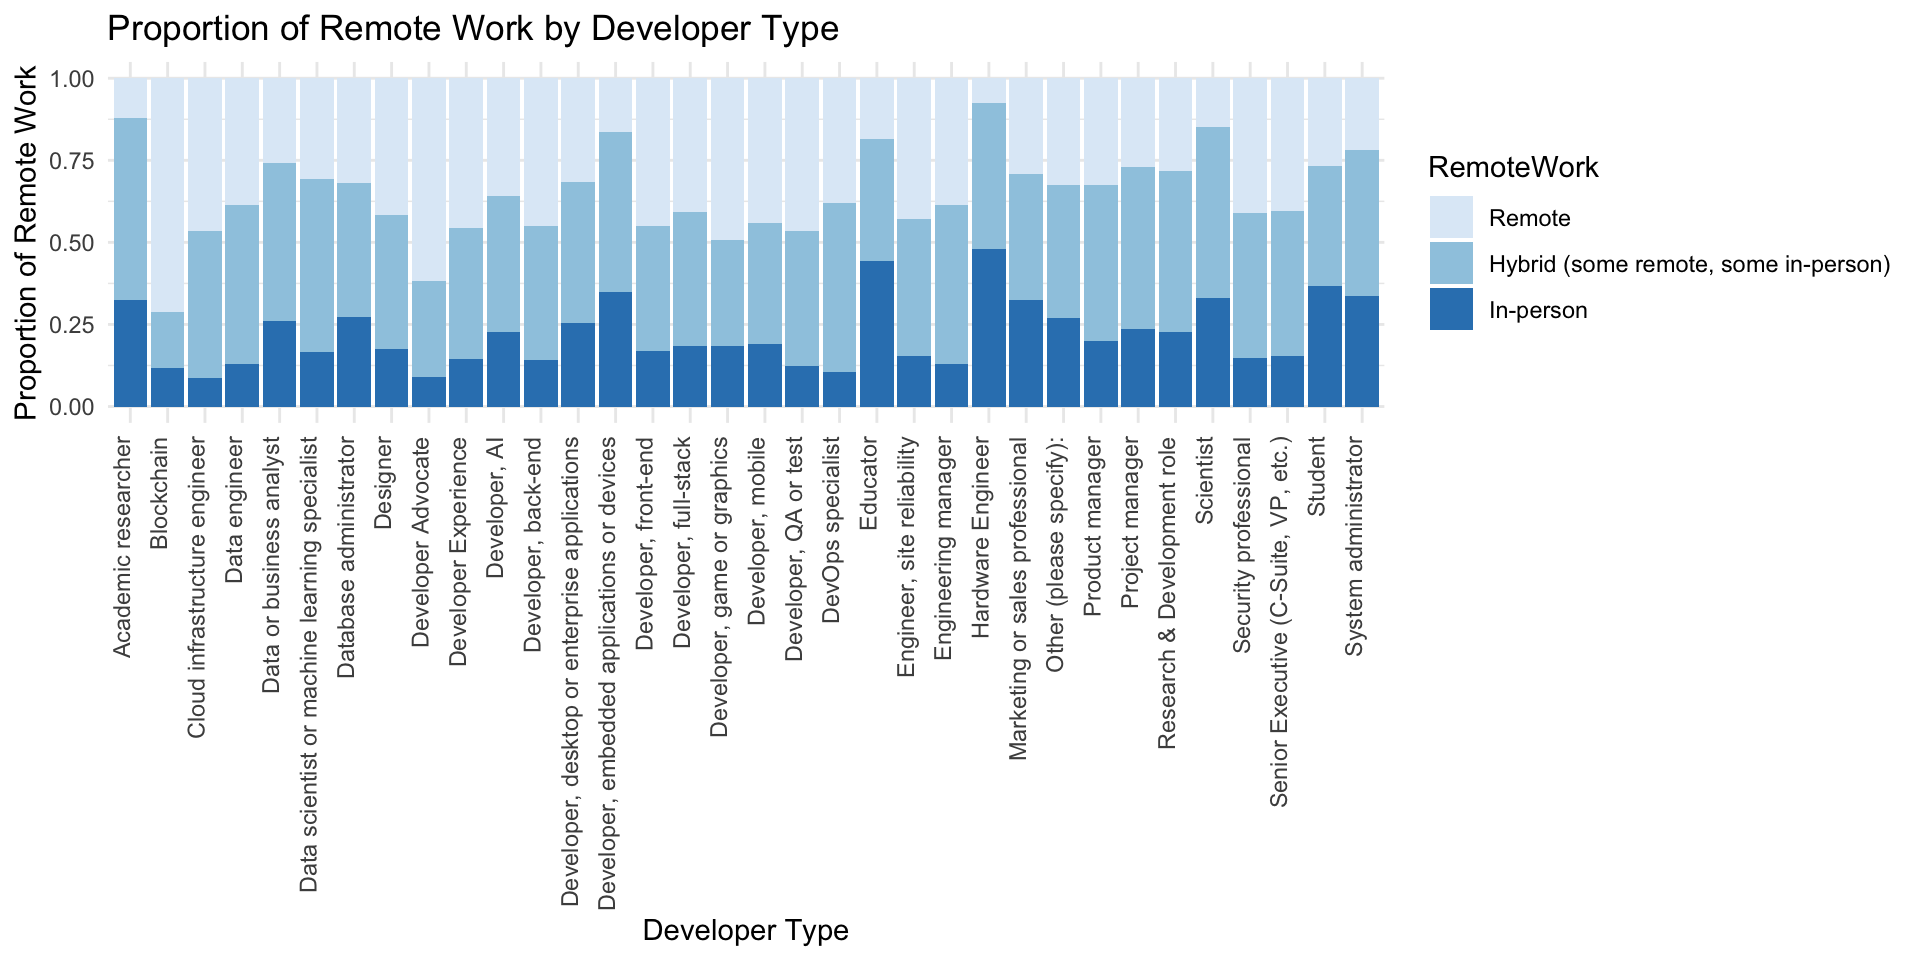 Proportion of Remote Work by Developer Type
Proportion of Remote Work
1.00
0.75
0.50
0.25
0.00
Academic researcher
Blockchain
Cloud infrastructure engineer
Data engineer
Data or business analyst
Data scientist or machine learning specialist
Database administrator
Designer
Developer Advocate
Developer Experience
Developer, AI
Developer, back-end
Developer, desktop or enterprise applications
Developer, embedded applications or devices
Developer, front-end
Developer, full-stack
Developer, game or graphics
Developer, mobile
Developer, QA or test
DevOps specialist
Educator
Engineer, site reliability
Engineering manager
Hardware Engineer
Marketing or sales professional
Other (please specify):
Product manager
Project manager
Research & Development role
Scientist
Security professional
Senior Executive (C-Suite, VP, etc.)
Student
System administrator
Developer Type
RemoteWork
Remote
Hybrid (some remote, some in-person)
In-person